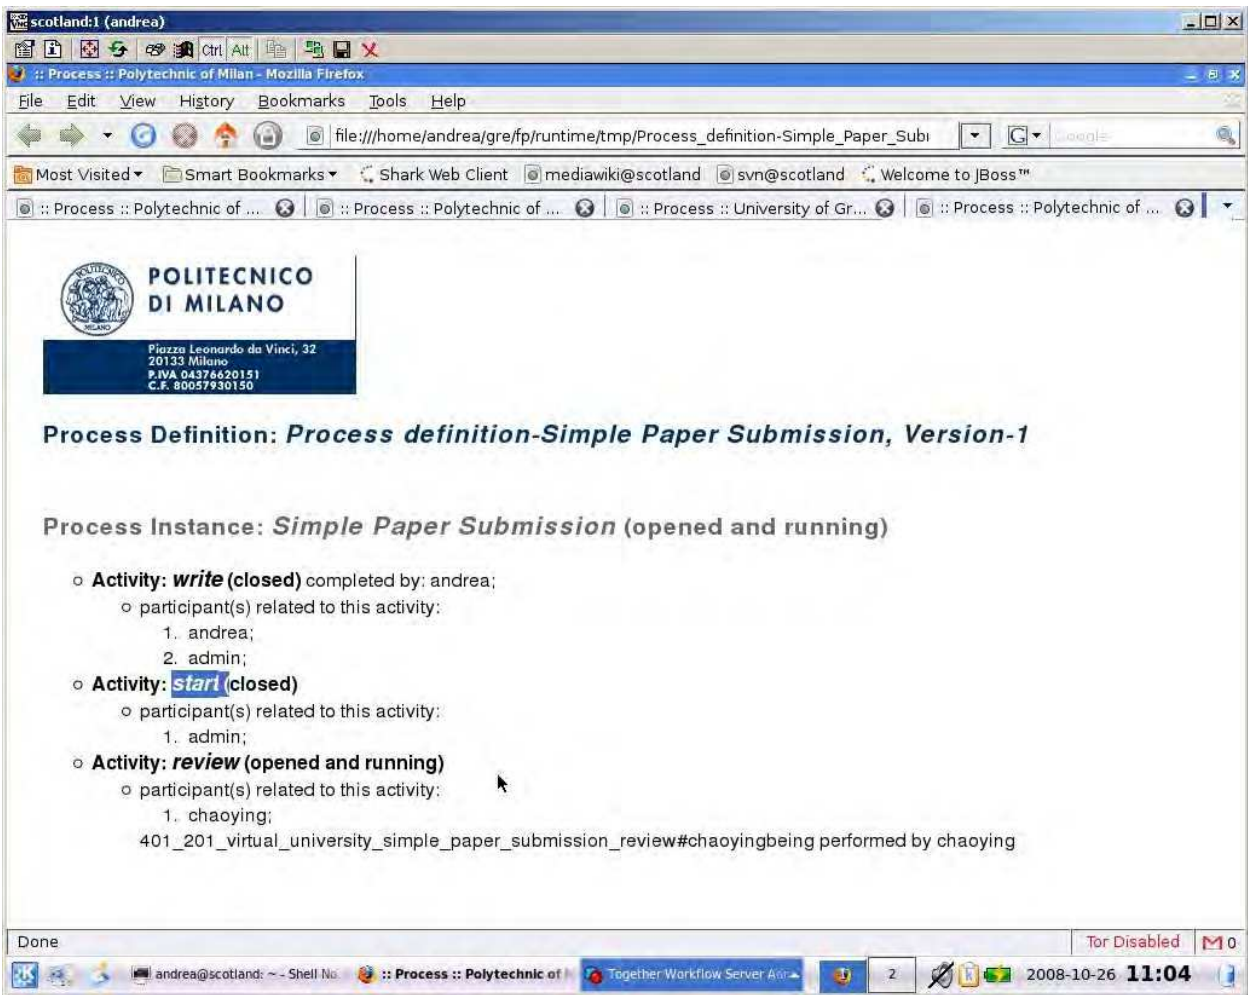 scotland:1 (andrea)
Ctrl Alt
:: Process :: Polytechnic of Milan - Mozilla Firefox
File Edit View History Bookmarks Tools Help
file:///home/andrea/gre/fp/runtime/tmp/Process_definition-Simple_Paper_Subi
G Google
Most Visited Smart Bookmarks Shark Web Client mediawiki@scotland svn@scotland Welcome to JBoss™
:: Process :: Polytechnic of ... :: Process :: Polytechnic of ... :: Process :: University of Gr... :: Process :: Polytechnic of ...
POLITECNICO
DI MILANO
Piazza Leonardo da Vinci, 32
20133 Milano
P.IVA 04376620151
C.F. 80057930150
Process Definition: Process definition-Simple Paper Submission, Version-1
Process Instance: Simple Paper Submission (opened and running)
Activity: write (closed) completed by: andrea;
participant(s) related to this activity:
1. andrea;
2. admin;
Activity: start (closed)
participant(s) related to this activity:
1. admin;
Activity: review (opened and running)
participant(s) related to this activity:
1. chaoying;
401_201_virtual_university_simple_paper_submission_review#chaoyingbeing performed by chaoying
Done Tor Disabled 0
andrea@scotland: ~ - Shell No. :: Process :: Polytechnic of Together Workflow Server 2 2008-10-26 11:04